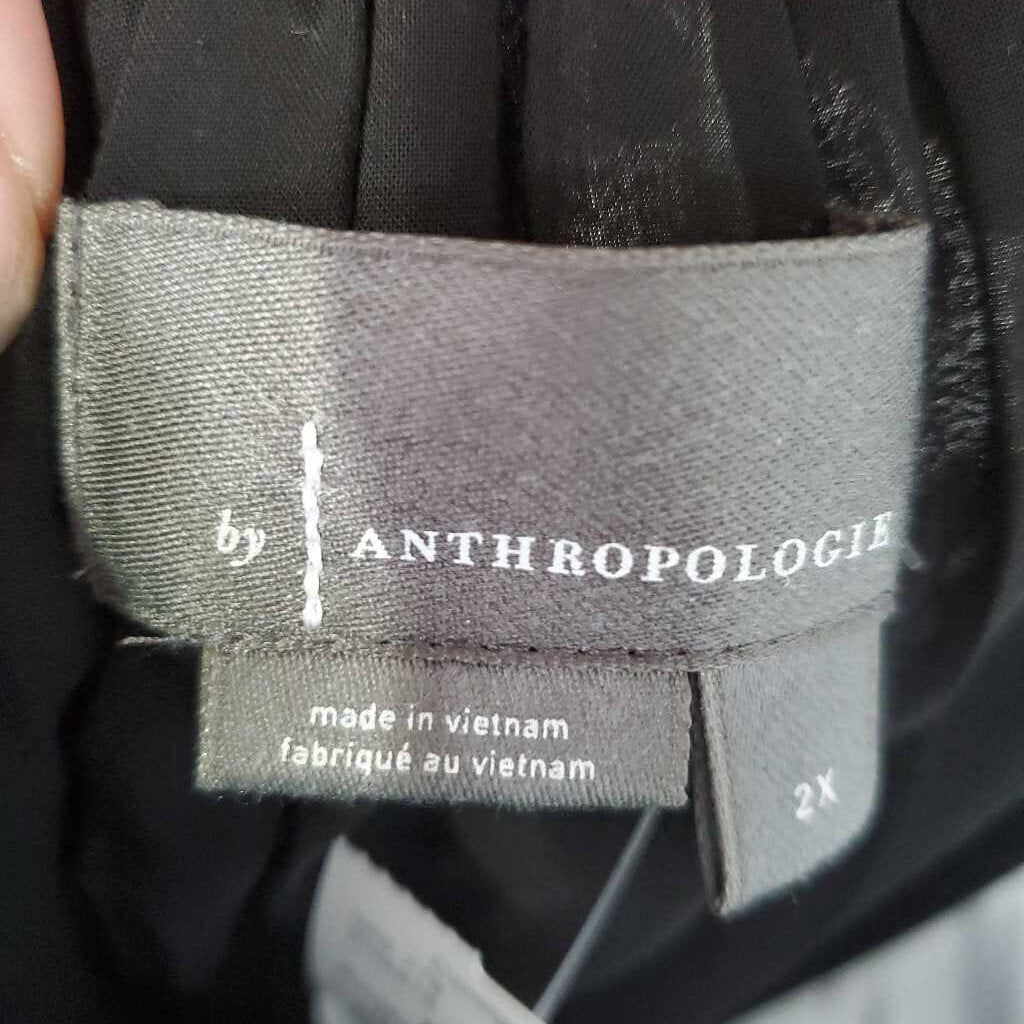 by ANTHROPOLOGIE
made in vietnam
fabriqué au vietnam
2X